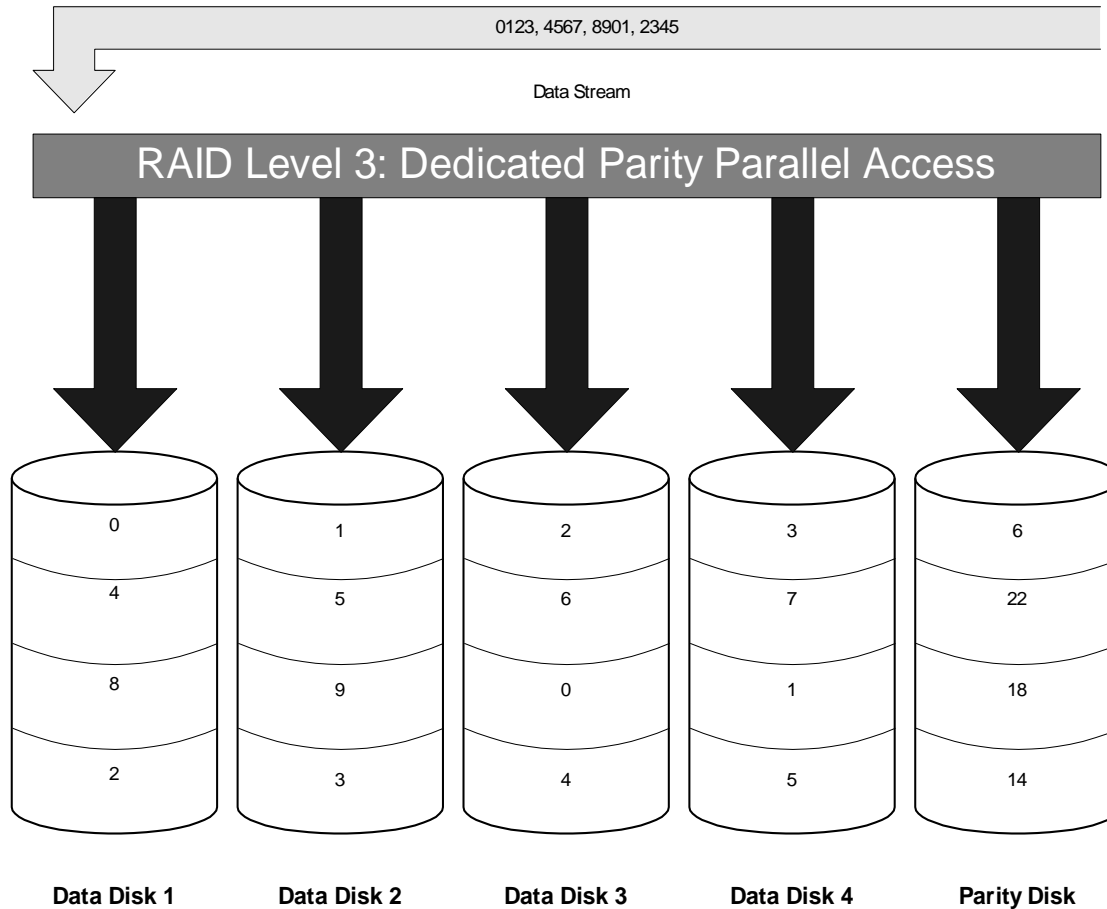 0123, 4567, 8901, 2345
Data Stream
RAID Level 3: Dedicated Parity Parallel Access
0 1 2 3 6
4 5 6 7 22
8 9 0 1 18
2 3 4 5 14
Data Disk 1 Data Disk 2 Data Disk 3 Data Disk 4 Parity Disk